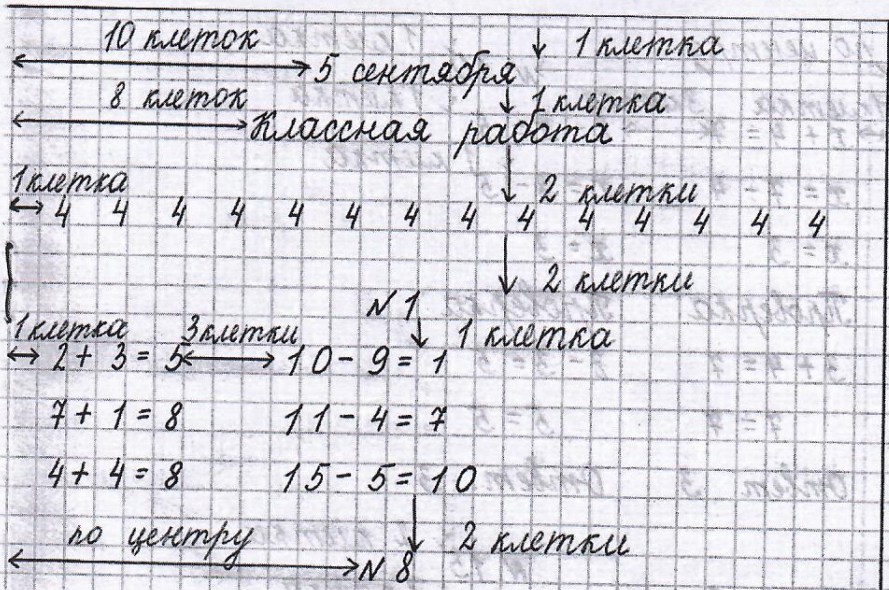 10 клеток 1 клетка
5 сентября
8 клеток 1 клетка
Классная работа
1 клетка 2 клетки
4 4 4 4 4 4 4 4 4 4 4 4 4 4
2 клетки
№ 1
1 клетка 3 клетки 1 клетка
2 + 3 = 5 10 - 9 = 1
7 + 1 = 8 11 - 4 = 7
4 + 4 = 8 15 - 5 = 10
по центру 2 клетки
№ 8